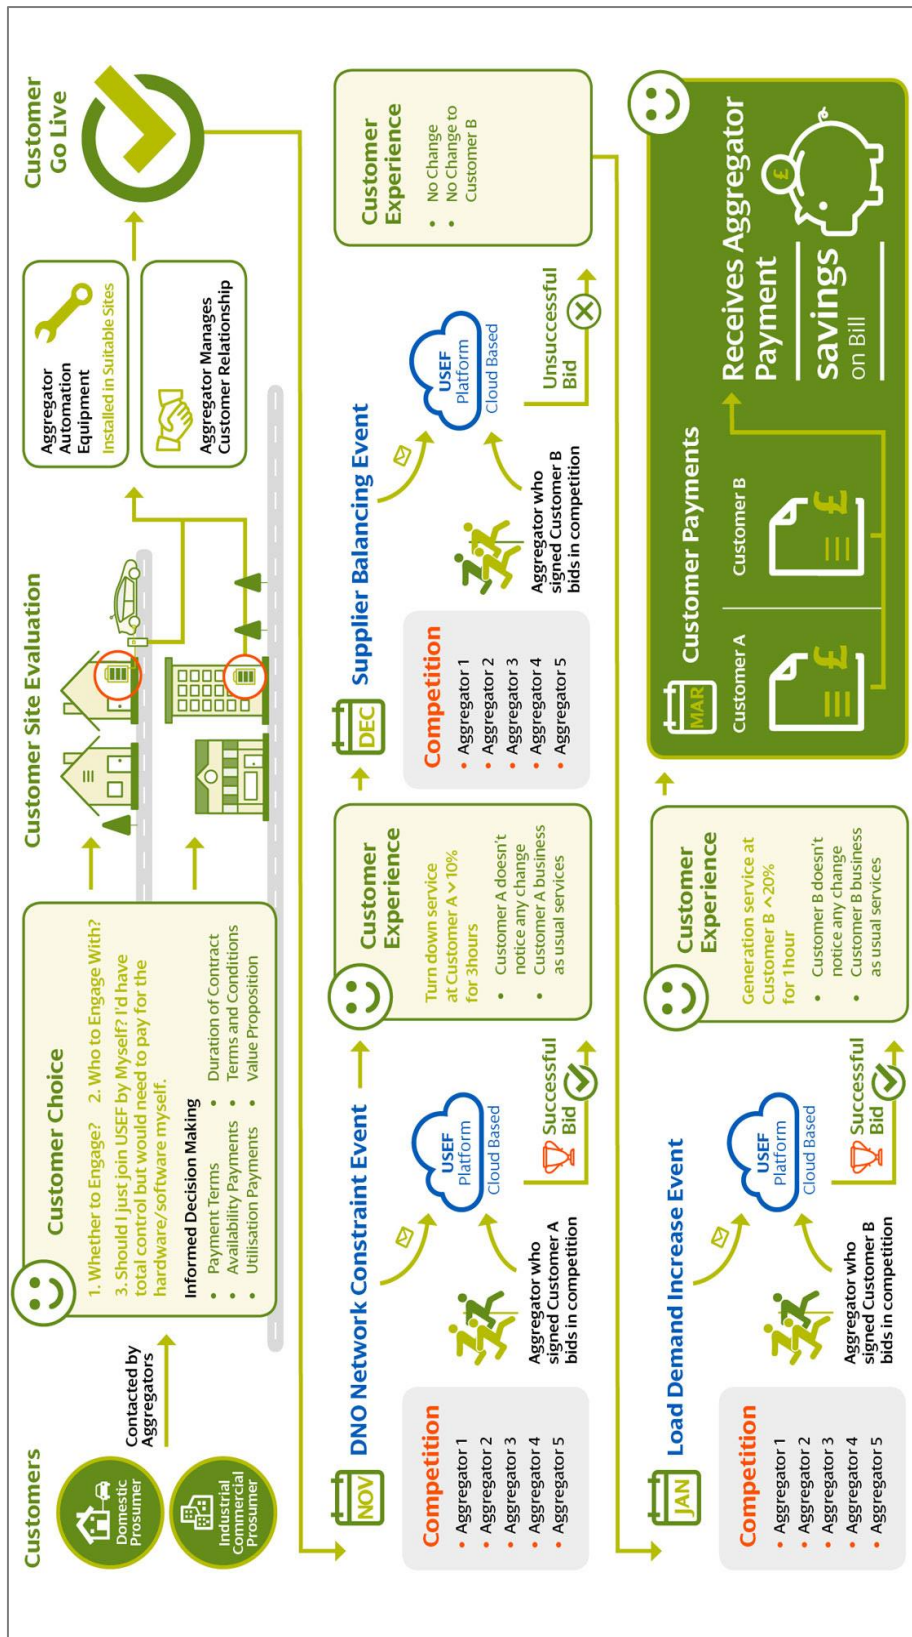 Customers
Domestic
Prosumer
Industrial
Commercial
Prosumer
Contacted by
Aggregators
Customer Choice
1. Whether to Engage? 2. Who to Engage With?
3. Should I just join USEF by Myself? I'd have
total control but would need to pay for the
hardware/software myself.
Informed Decision Making
• Payment Terms
• Availability Payments
• Utilisation Payments
• Duration of Contract
• Terms and Conditions
• Value Proposition
Customer Site Evaluation
Aggregator
Automation
Equipment
Installed in Suitable Sites
Aggregator Manages
Customer Relationship
Customer
Go Live
NOV
DNO Network Constraint Event
Competition
• Aggregator 1
• Aggregator 2
• Aggregator 3
• Aggregator 4
• Aggregator 5
Aggregator who
signed Customer A
bids in competition
USEF
Platform
Cloud Based
Successful
Bid
Customer
Experience
Turn down service
at Customer A ⌄10%
for 3hours
• Customer A doesn't
notice any change
• Customer A business
as usual services
DEC
Supplier Balancing Event
Competition
• Aggregator 1
• Aggregator 2
• Aggregator 3
• Aggregator 4
• Aggregator 5
Aggregator who
signed Customer B
bids in competition
USEF
Platform
Cloud Based
Unsuccessful
Bid
Customer
Experience
• No Change
• No Change to
Customer B
JAN
Load Demand Increase Event
Competition
• Aggregator 1
• Aggregator 2
• Aggregator 3
• Aggregator 4
• Aggregator 5
Aggregator who
signed Customer B
bids in competition
USEF
Platform
Cloud Based
Successful
Bid
Customer
Experience
Generation service at
Customer B ^20%
for 1hour
• Customer B doesn't
notice any change
• Customer B business
as usual services
MAR
Customer Payments
Customer A
£
Customer B
£
Receives Aggregator
Payment
£
savings
on Bill